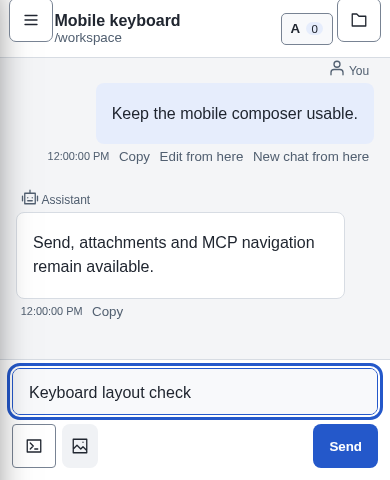 Mobile keyboard
/workspace
A 0
You
Keep the mobile composer usable.
12:00:00 PM Copy Edit from here New chat from here
Assistant
Send, attachments and MCP navigation
remain available.
12:00:00 PM Copy
Keyboard layout check
Send